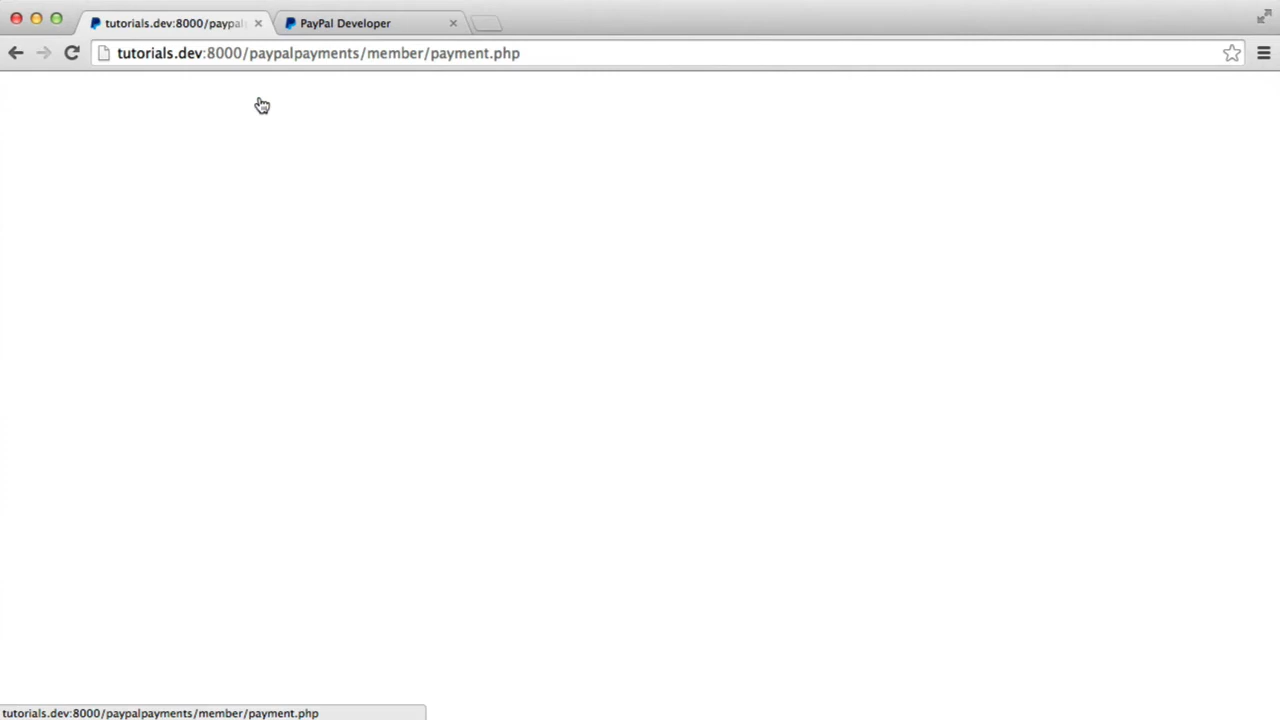 tutorials.dev:8000/paypal
PayPal Developer
tutorials.dev:8000/paypalpayments/member/payment.php
tutorials.dev:8000/paypalpayments/member/payment.php